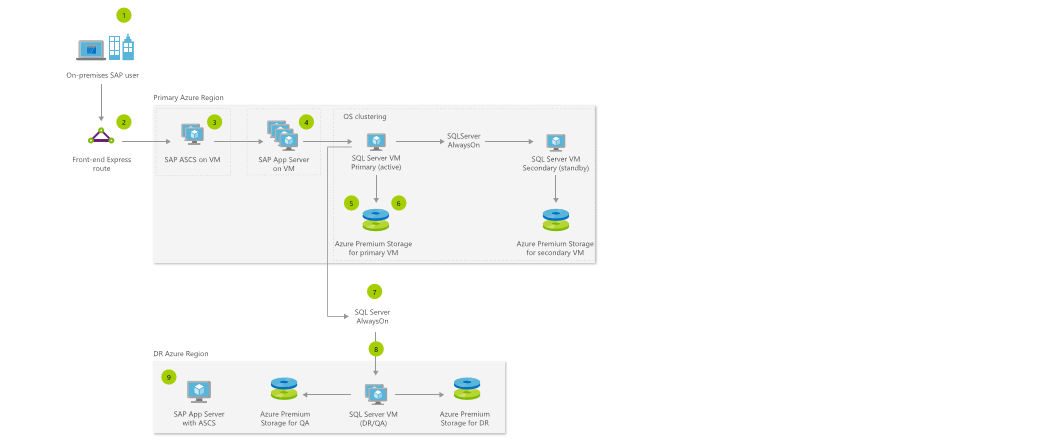 1
On-premises SAP user
Primary Azure Region
OS clustering
2
3
4
Front-end Express
route
SAP ASCS on VM
SAP App Server
on VM
SQL Server VM
Primary (active)
SQLServer
AlwaysOn
SQL Server VM
Secondary (standby)
5
6
Azure Premium Storage
for primary VM
Azure Premium Storage
for secondary VM
7
SQL Server
AlwaysOn
8
DR Azure Region
9
SAP App Server
with ASCS
Azure Premium
Storage for QA
SQL Server VM
(DR/QA)
Azure Premium
Storage for DR